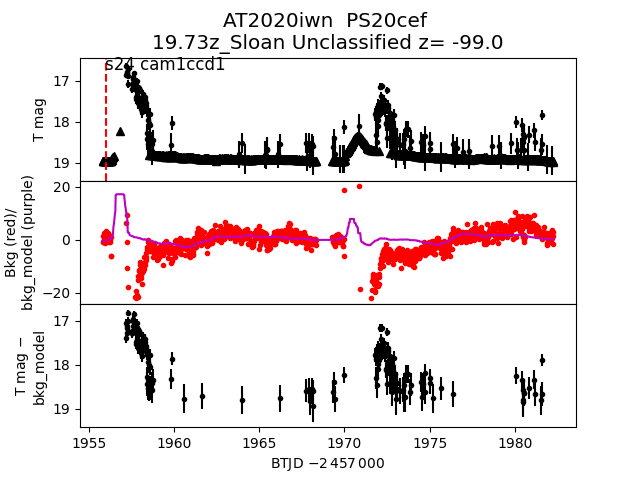 AT2020iwn  PS20cef
19.73z_Sloan Unclassified z= -99.0
s24 cam1ccd1
17
18
19
T mag
20
0
−20
Bkg (red)/
bkg_model (purple)
17
18
19
T mag −
bkg_model
1955 1960 1965 1970 1975 1980
BTJD −2 457 000